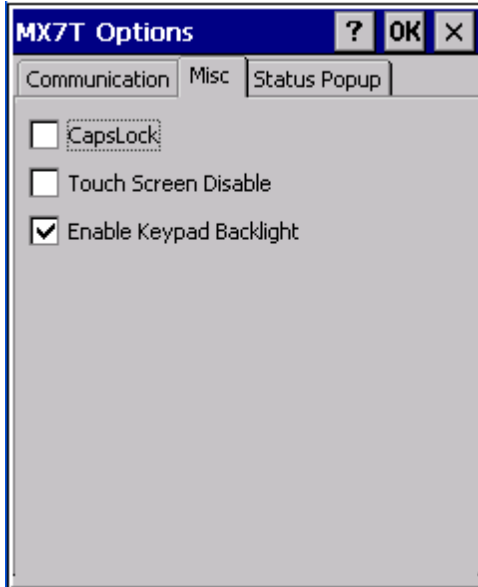 MX7T Options ? OK ×
Communication Misc Status Popup
CapsLock
Touch Screen Disable
Enable Keypad Backlight